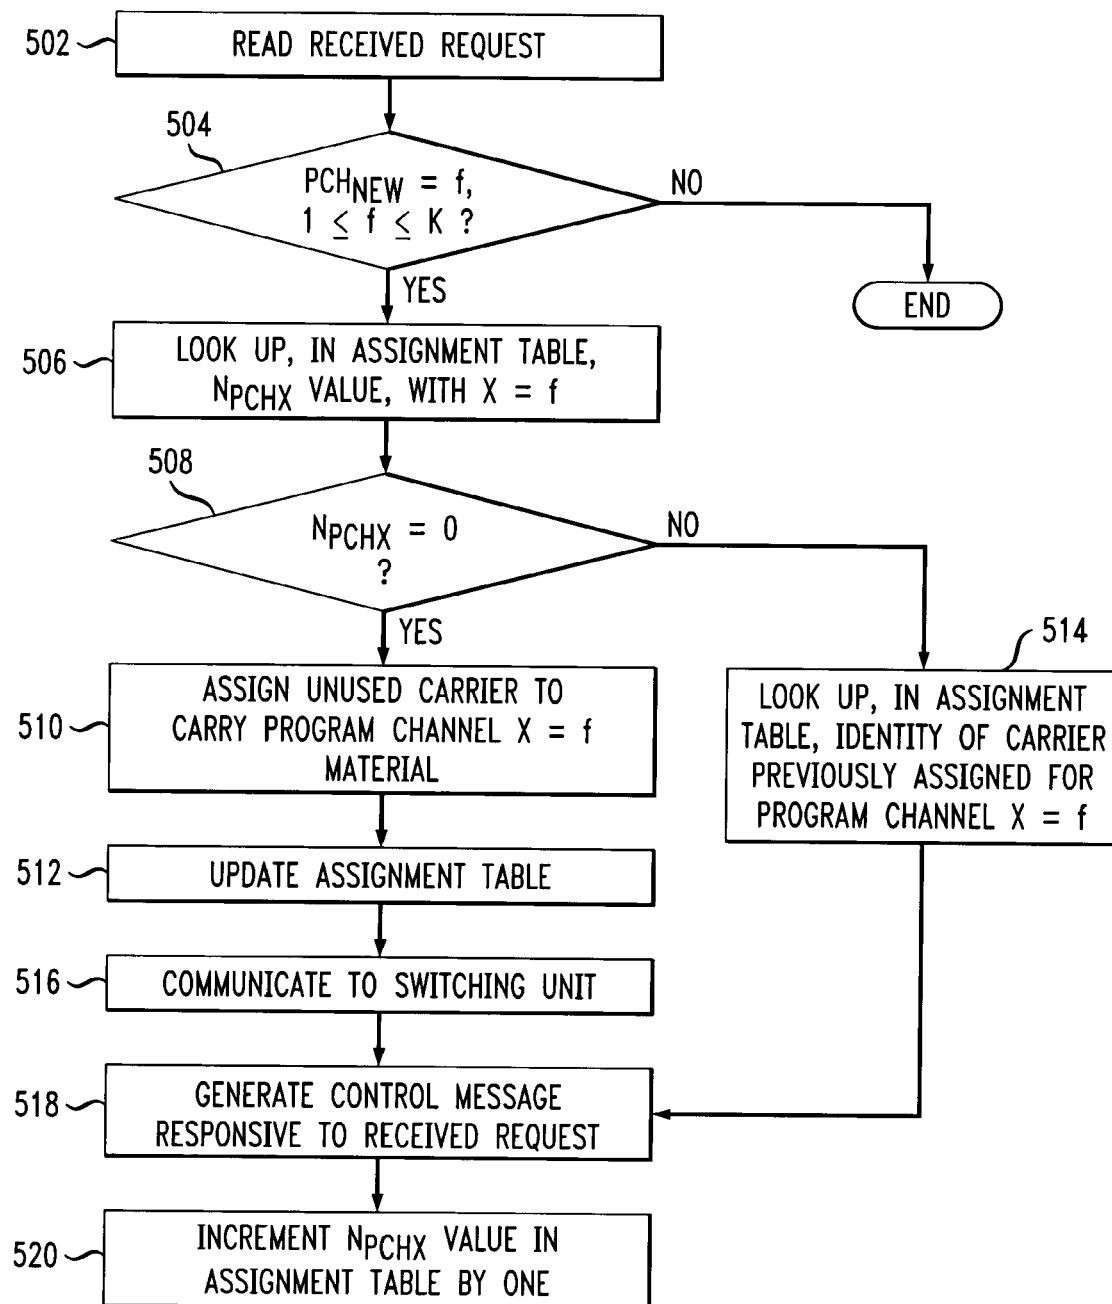 502
READ RECEIVED REQUEST
504
PCHNEW = f,
1 ≤ f ≤ K ?
NO
YES
END
506
LOOK UP, IN ASSIGNMENT TABLE,
NPCHX VALUE, WITH X = f
508
NPCHX = 0
?
NO
YES
510
ASSIGN UNUSED CARRIER TO
CARRY PROGRAM CHANNEL X = f
MATERIAL
514
LOOK UP, IN ASSIGNMENT
TABLE, IDENTITY OF CARRIER
PREVIOUSLY ASSIGNED FOR
PROGRAM CHANNEL X = f
512
UPDATE ASSIGNMENT TABLE
516
COMMUNICATE TO SWITCHING UNIT
518
GENERATE CONTROL MESSAGE
RESPONSIVE TO RECEIVED REQUEST
520
INCREMENT NPCHX VALUE IN
ASSIGNMENT TABLE BY ONE